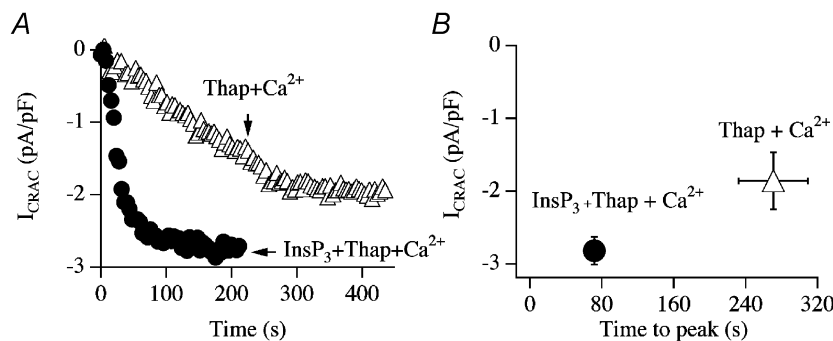 A
I_CRAC (pA/pF)
0
-1
-2
-3
Thap+Ca²⁺
InsP₃+Thap+Ca²⁺
0 100 200 300 400
Time (s)
B
I_CRAC (pA/pF)
0
-1
-2
-3
Thap + Ca²⁺
InsP₃+Thap + Ca²⁺
0 80 160 240 320
Time to peak (s)